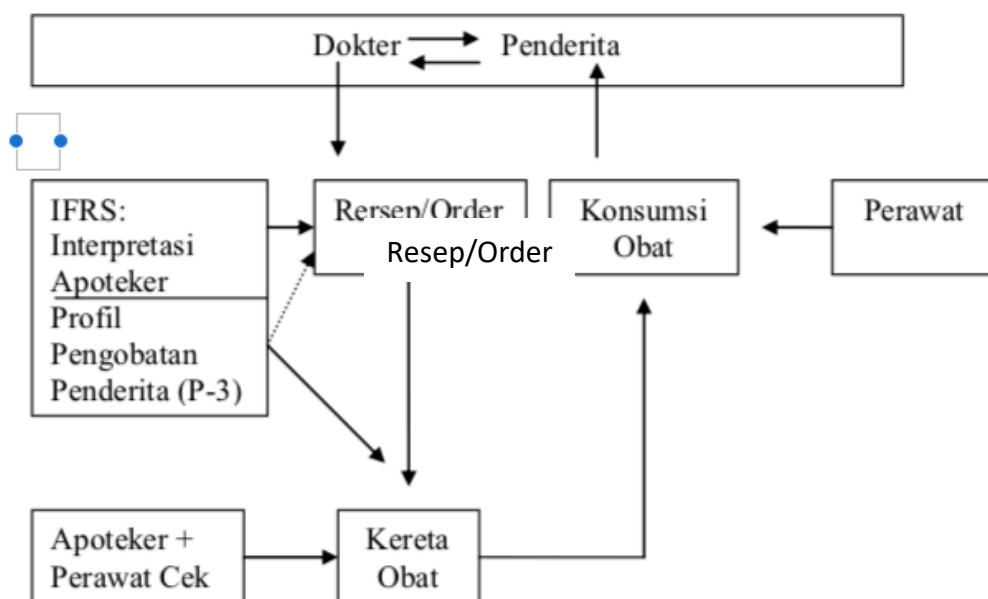 Dokter
Penderita
IFRS:
Interpretasi
Apoteker
Profil
Pengobatan
Penderita (P-3)
Rersep/Order
Resep/Order
Konsumsi
Obat
Perawat
Apoteker +
Perawat Cek
Kereta
Obat